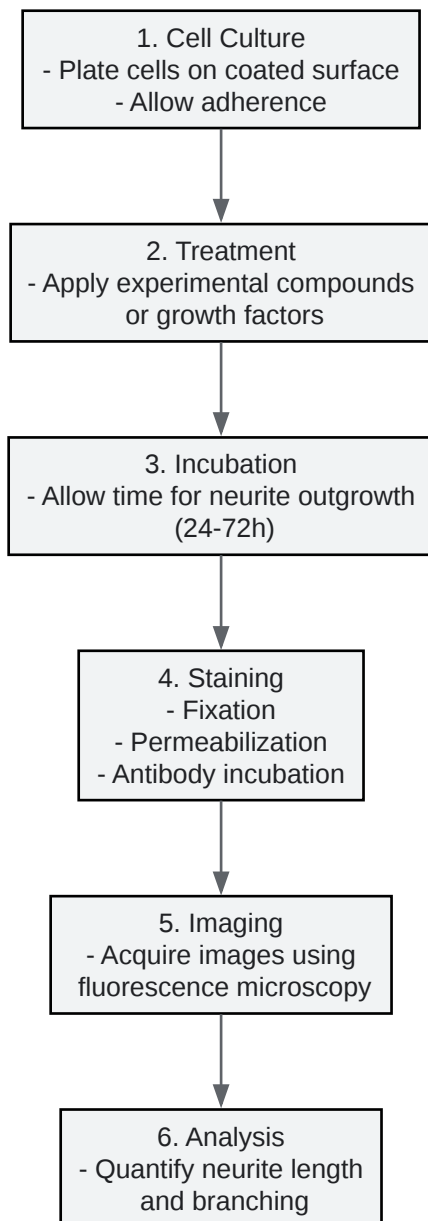 1. Cell Culture
- Plate cells on coated surface
- Allow adherence
2. Treatment
- Apply experimental compounds
or growth factors
3. Incubation
- Allow time for neurite outgrowth
(24-72h)
4. Staining
- Fixation
- Permeabilization
- Antibody incubation
5. Imaging
- Acquire images using
fluorescence microscopy
6. Analysis
- Quantify neurite length
and branching